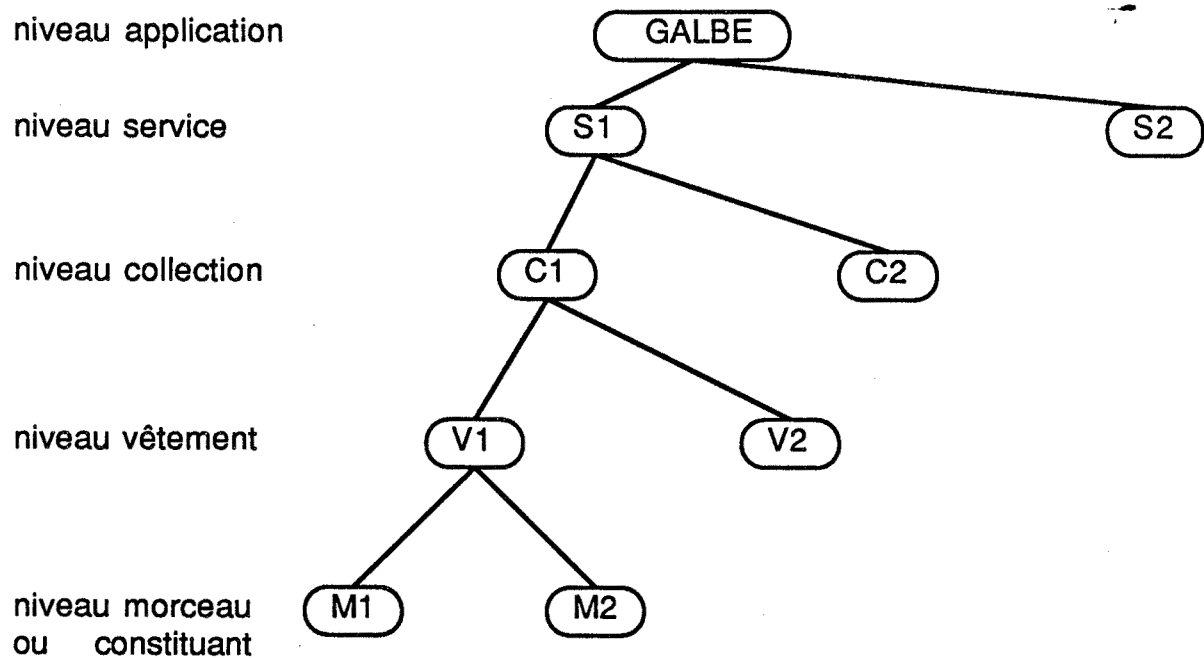 niveau application GALBE
niveau service S1 S2
niveau collection C1 C2
niveau vêtement V1 V2
niveau morceau M1 M2
ou constituant